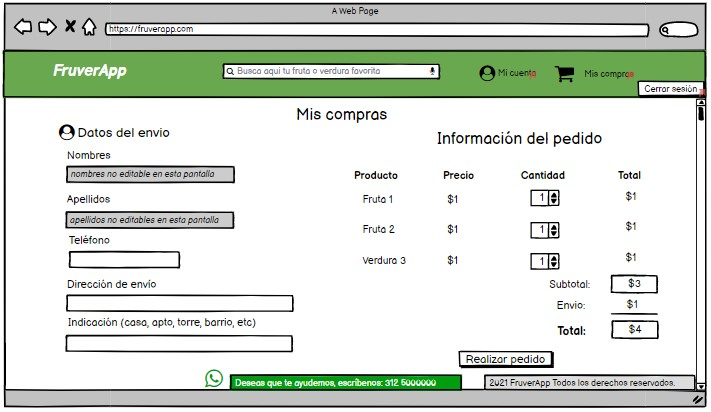 A Web Page
https://fruverapp.com
FruverApp
Busca aquí tu fruta o verdura favorita
Mi cuenta
Mis compras
Cerrar sesión
Mis compras
Datos del envio
Nombres
nombres no editable en esta pantalla
Apellidos
apellidos no editables en esta pantalla
Teléfono
Dirección de envío
Indicación (casa, apto, torre, barrio, etc)
Información del pedido
Producto Precio Cantidad Total
Fruta 1 $1 1 $1
Fruta 2 $1 1 $1
Verdura 3 $1 1 $1
Subtotal: $3
Envio: $1
Total: $4
Realizar pedido
Deseas que te ayudemos, escríbenos: 312 5000000
2021 FruverApp Todos los derechos reservados.